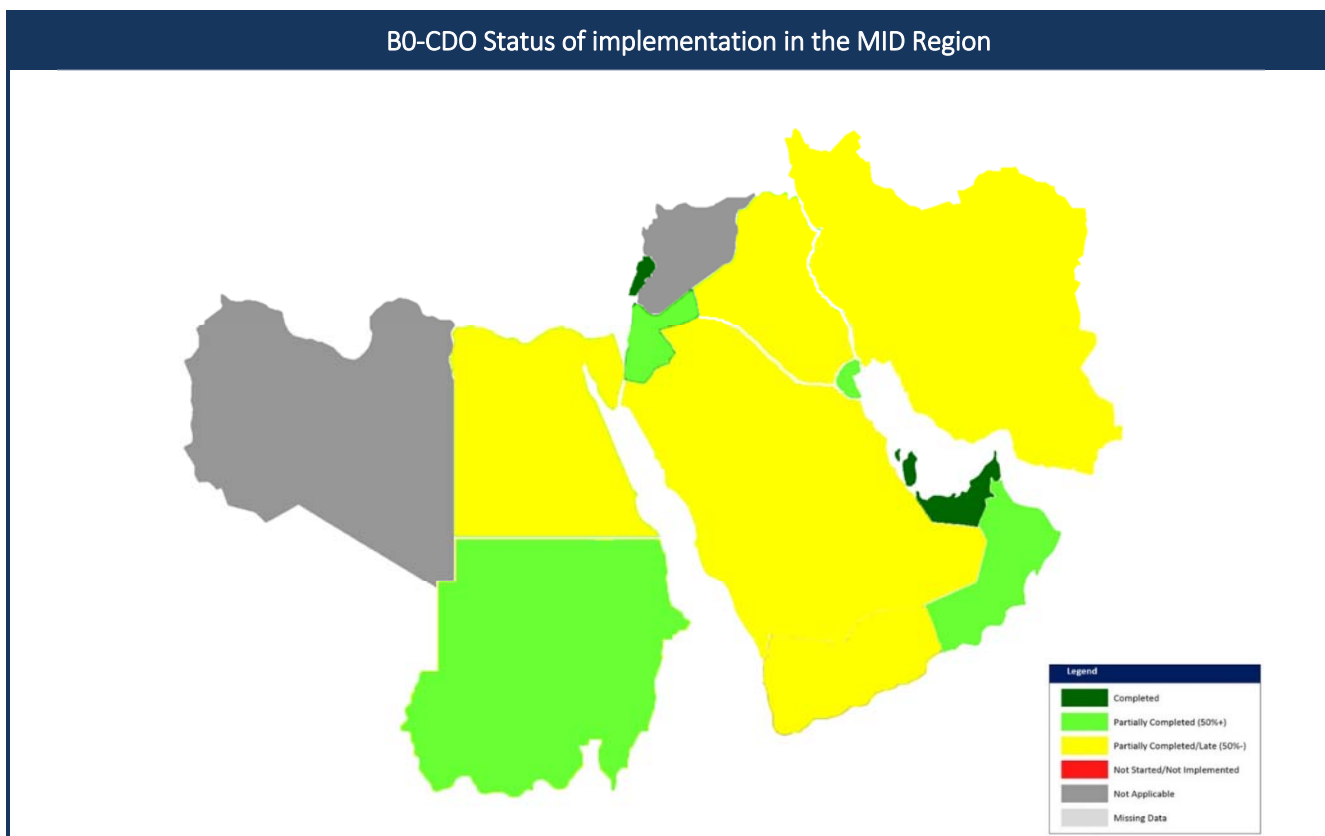 B0-CDO Status of implementation in the MID Region
Legend
Completed
Partially Completed (50%+)
Partially Completed/Late (50%-)
Not Started/Not Implemented
Not Applicable
Missing Data